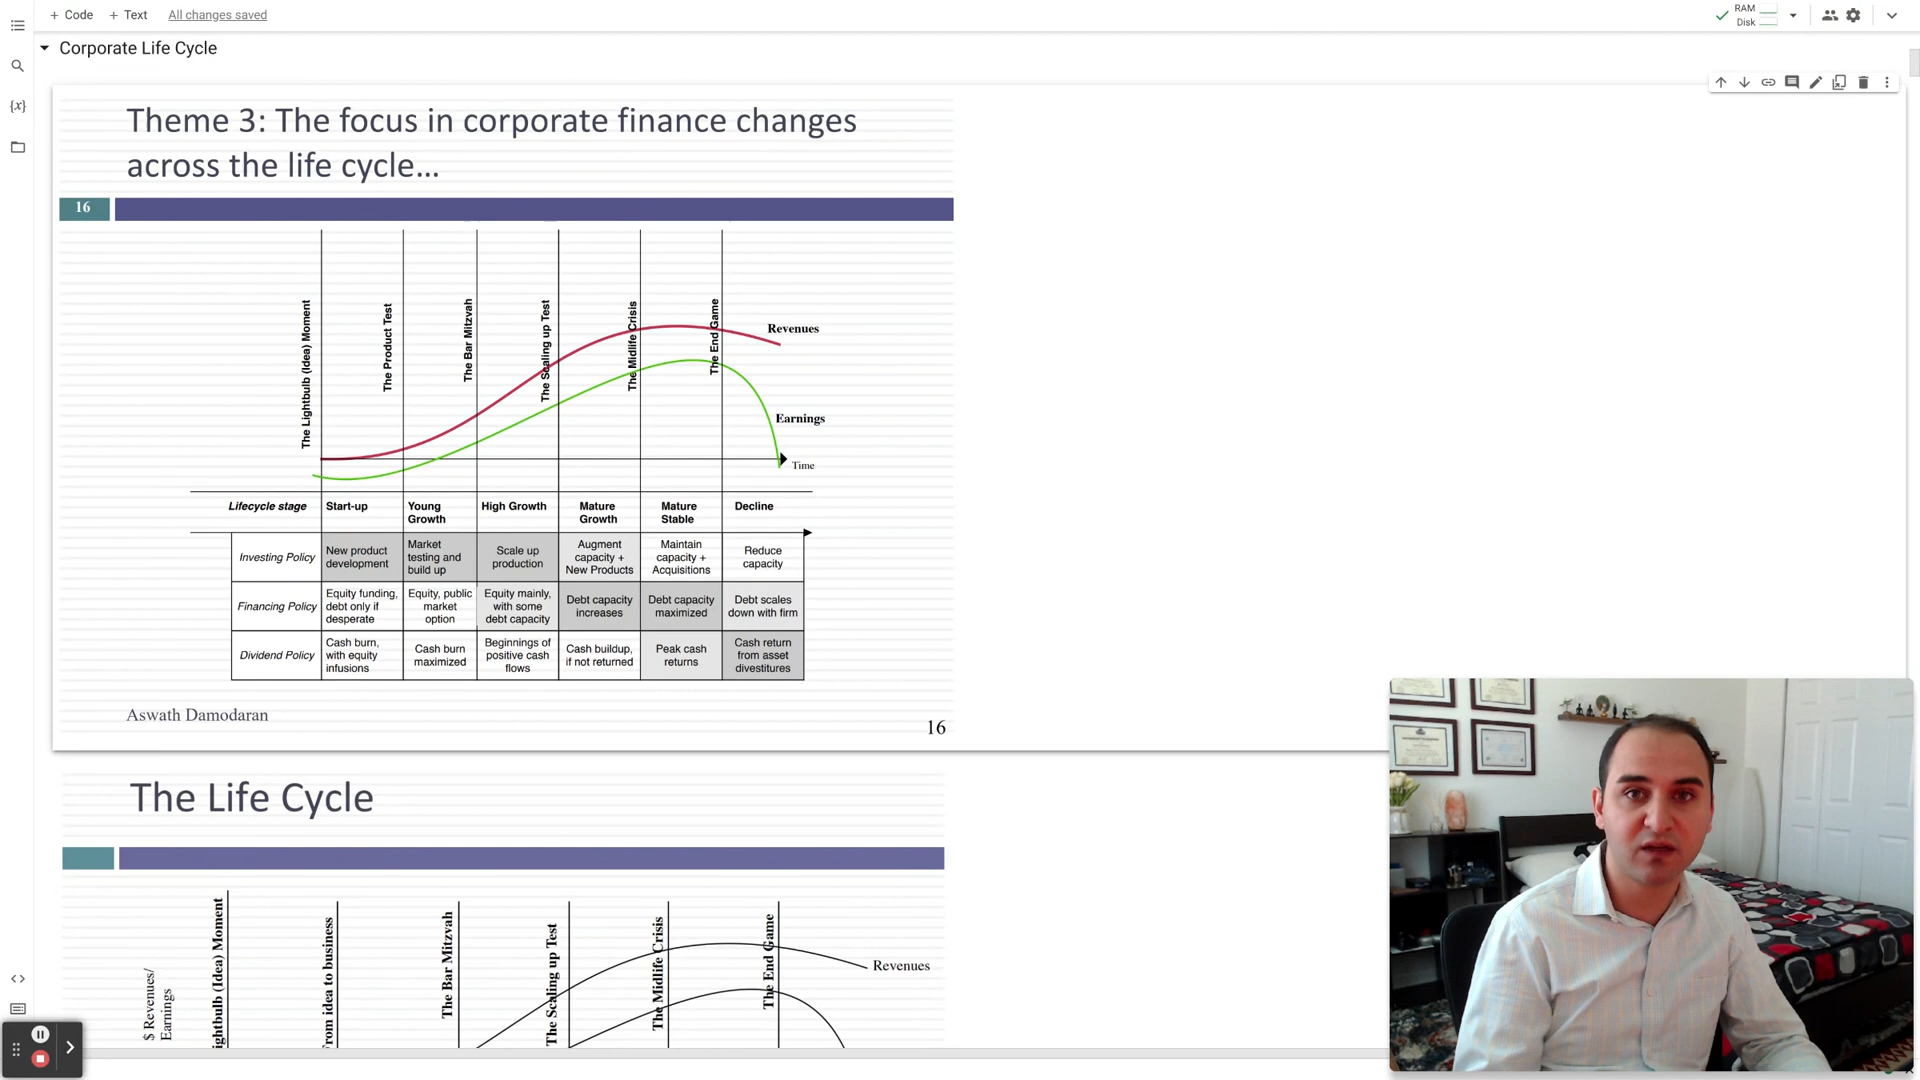 + Code + Text All changes saved
RAM
Disk
Corporate Life Cycle
{x}
Theme 3: The focus in corporate finance changes
across the life cycle...
16
The Lightbulb (Idea) Moment
The Product Test
The Bar Mitzvah
The Scaling up Test
The Midlife Crisis
The End Game
Revenues
Earnings
Time
Lifecycle stage
Start-up
Young
Growth
High Growth
Mature
Growth
Mature
Stable
Decline
Investing Policy
New product
development
Market
testing and
build up
Scale up
production
Augment
capacity +
New Products
Maintain
capacity +
Acquisitions
Reduce
capacity
Financing Policy
Equity funding,
debt only if
desperate
Equity, public
market
option
Equity mainly,
with some
debt capacity
Debt capacity
increases
Debt capacity
maximized
Debt scales
down with firm
Dividend Policy
Cash burn,
with equity
infusions
Cash burn
maximized
Beginnings of
positive cash
flows
Cash buildup,
if not returned
Peak cash
returns
Cash return
from asset
divestitures
Aswath Damodaran
16
The Life Cycle
$ Revenues/
Earnings
ightbulb (Idea) Moment
rom idea to business
The Bar Mitzvah
The Scaling up Test
The Midlife Crisis
The End Game
Revenues